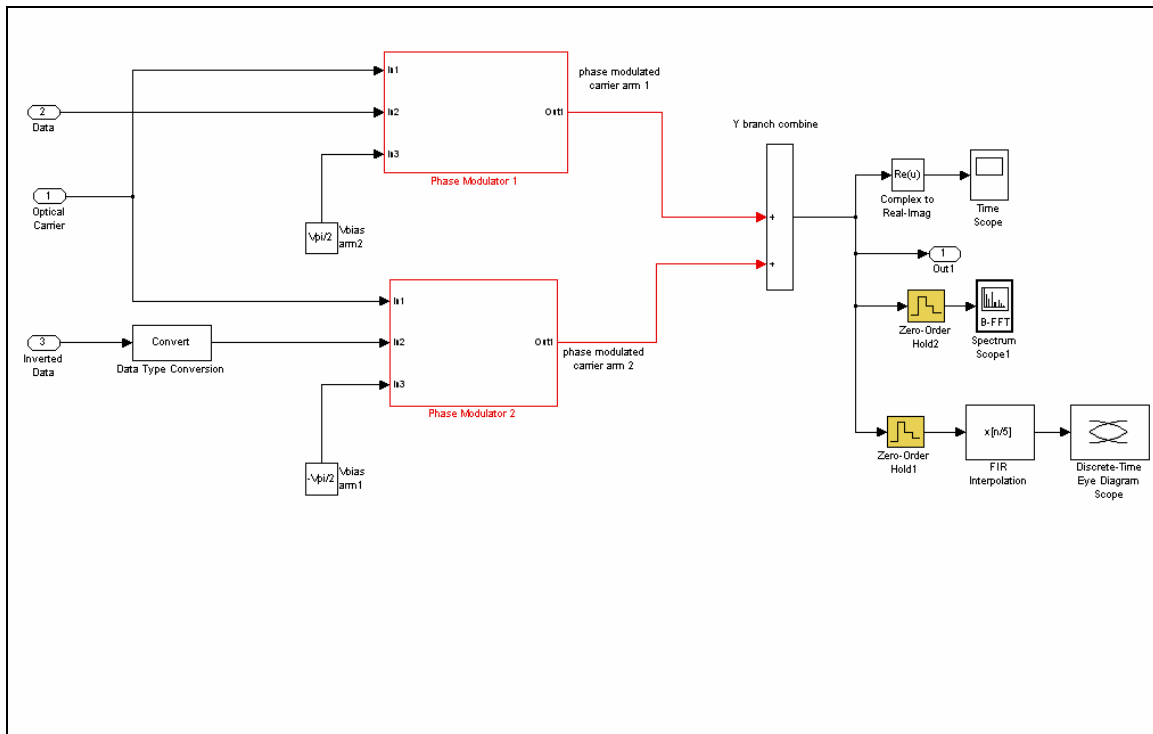 phase modulated
carrier arm 1
In1
In2
In3
Out1
Phase Modulator 1
2
Data
1
Optical
Carrier
Vpi/2
Vbias
arm2
Y branch combine
+
+
Re(u)
Complex to
Real-Imag
Time
Scope
1
Out1
In1
In2
In3
Out1
Phase Modulator 2
phase modulated
carrier arm 2
3
Inverted
Data
Convert
Data Type Conversion
-Vpi/2
Vbias
arm1
Zero-Order
Hold2
B-FFT
Spectrum
Scope1
Zero-Order
Hold1
x[n/5]
FIR
Interpolation
Discrete-Time
Eye Diagram
Scope